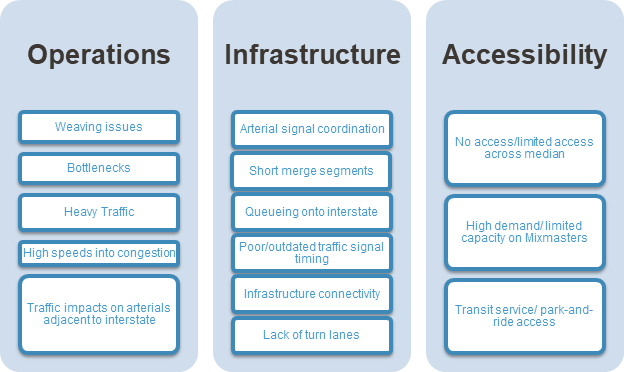 Operations
Weaving issues
Bottlenecks
Heavy Traffic
High speeds into congestion
Traffic impacts on arterials
adjacent to interstate
Infrastructure
Arterial signal coordination
Short merge segments
Queueing onto interstate
Poor/outdated traffic signal
timing
Infrastructure connectivity
Lack of turn lanes
Accessibility
No access/limited access
across median
High demand/ limited
capacity on Mixmasters
Transit service/ park-and-
ride access